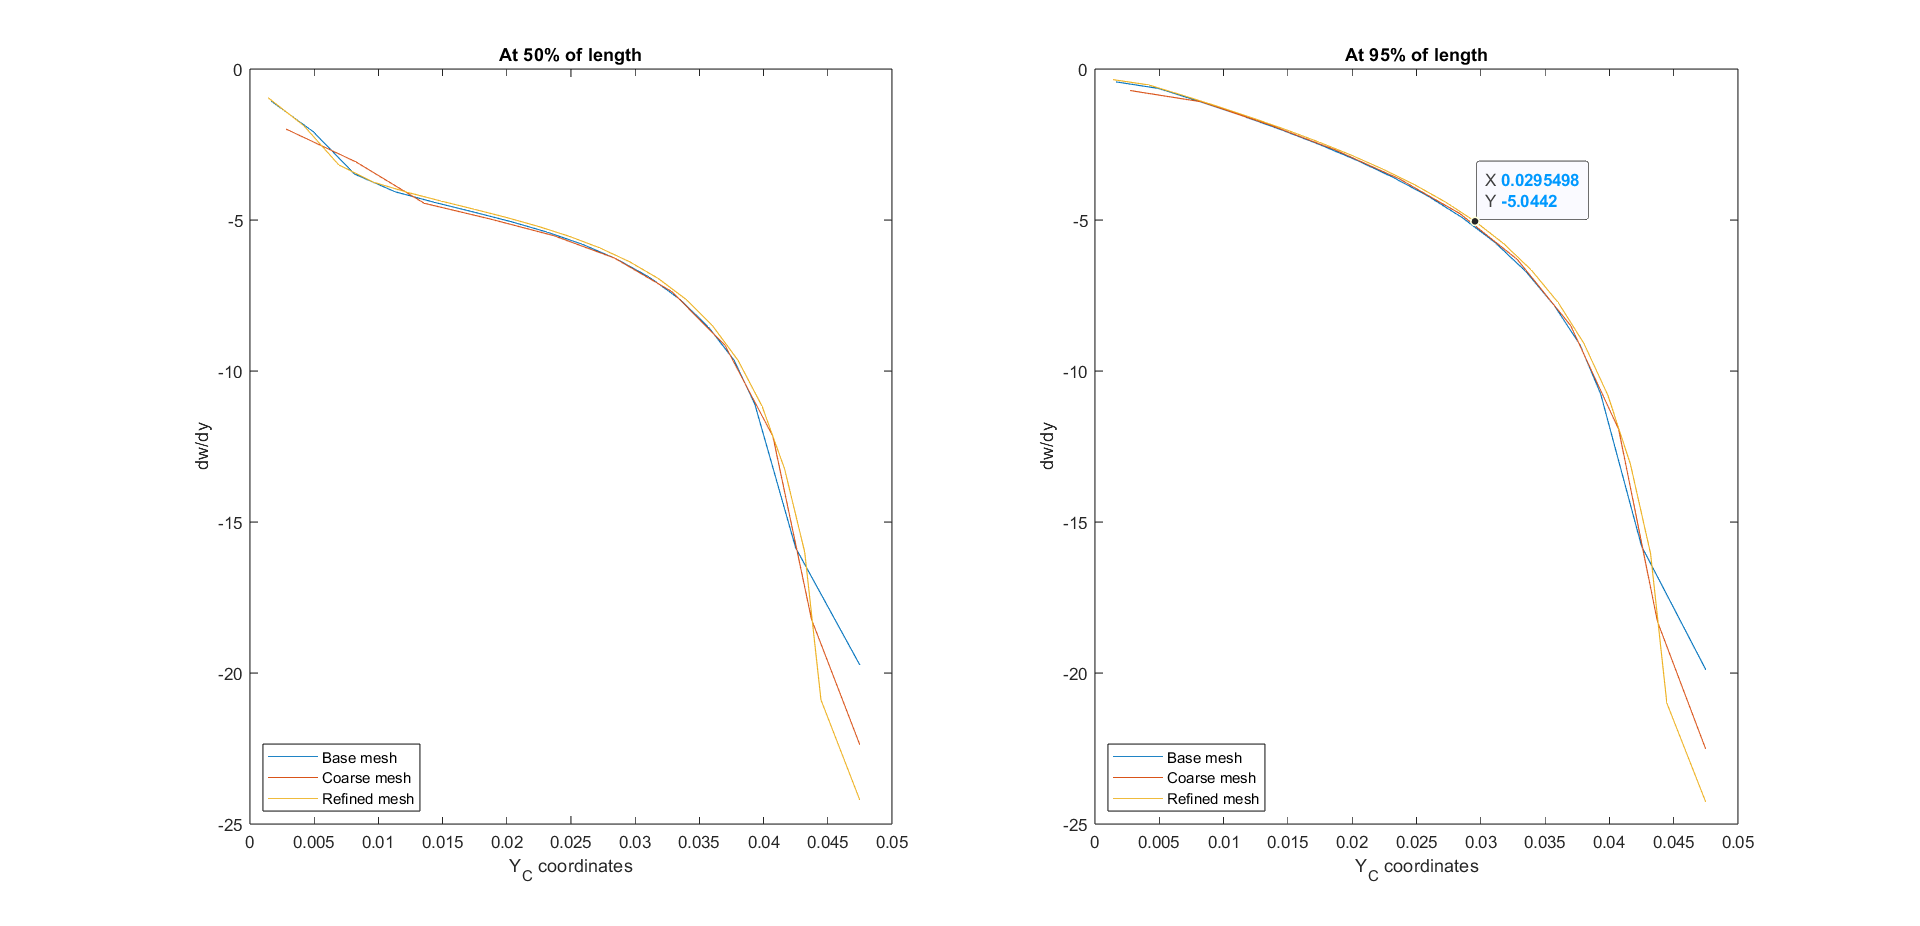 At 50% of length
0
-5
-10
-15
-20
-25
dw/dy
0 0.005 0.01 0.015 0.02 0.025 0.03 0.035 0.04 0.045 0.05
Y_C coordinates
Base mesh
Coarse mesh
Refined mesh
At 95% of length
0
-5
-10
-15
-20
-25
dw/dy
X 0.0295498
Y -5.0442
0 0.005 0.01 0.015 0.02 0.025 0.03 0.035 0.04 0.045 0.05
Y_C coordinates
Base mesh
Coarse mesh
Refined mesh